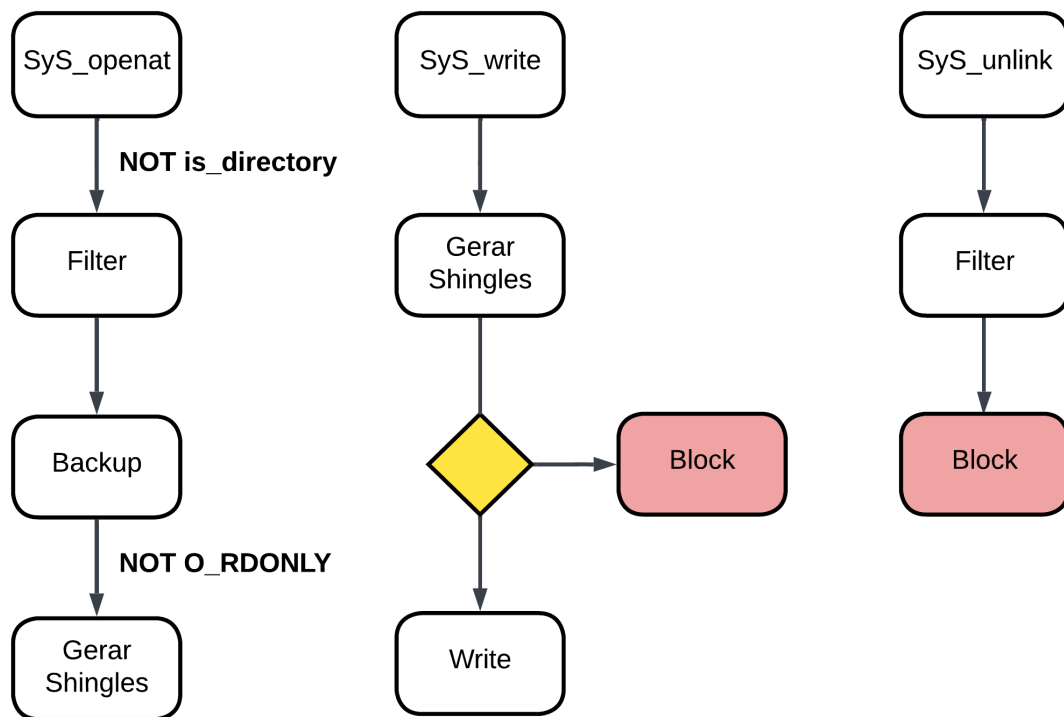 SyS_openat
NOT is_directory
Filter
Backup
NOT O_RDONLY
Gerar
Shingles
SyS_write
Gerar
Shingles
Block
Write
SyS_unlink
Filter
Block